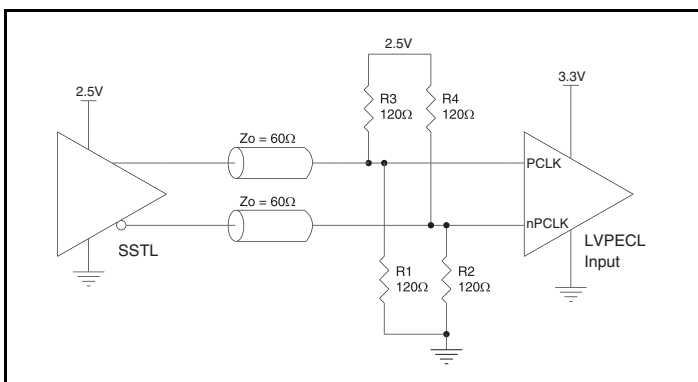 2.5V
2.5V
3.3V
R3
120Ω
R4
120Ω
Zo = 60Ω
PCLK
Zo = 60Ω
nPCLK
SSTL
LVPECL
Input
R1
120Ω
R2
120Ω